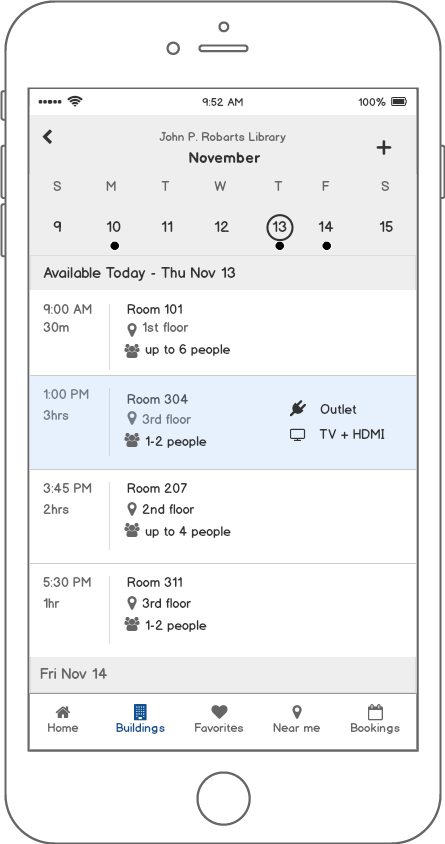 9:52 AM 100%
John P. Robarts Library
November
S M T W T F S
9 10 11 12 13 14 15
Available Today - Thu Nov 13
9:00 AM
30m
Room 101
1st floor
up to 6 people
1:00 PM
3hrs
Room 304
3rd floor
1-2 people
Outlet
TV + HDMI
3:45 PM
2hrs
Room 207
2nd floor
up to 4 people
5:30 PM
1hr
Room 311
3rd floor
1-2 people
Fri Nov 14
Home Buildings Favorites Near me Bookings